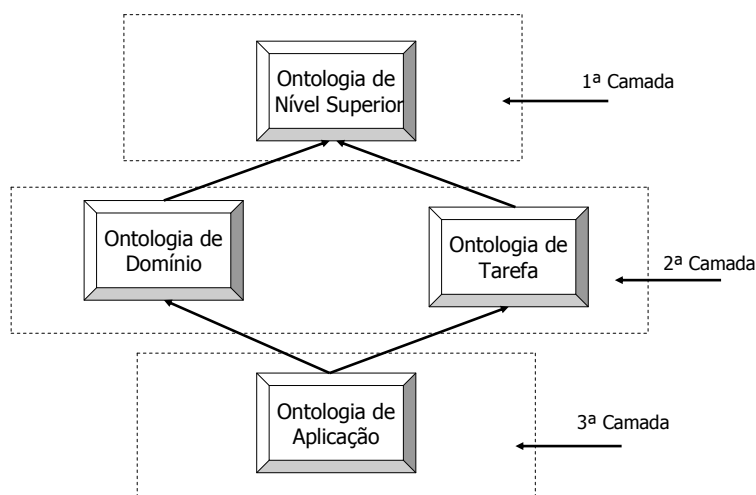 Ontologia de
Nível Superior
1ª Camada
Ontologia de
Domínio
Ontologia de
Tarefa
2ª Camada
Ontologia de
Aplicação
3ª Camada